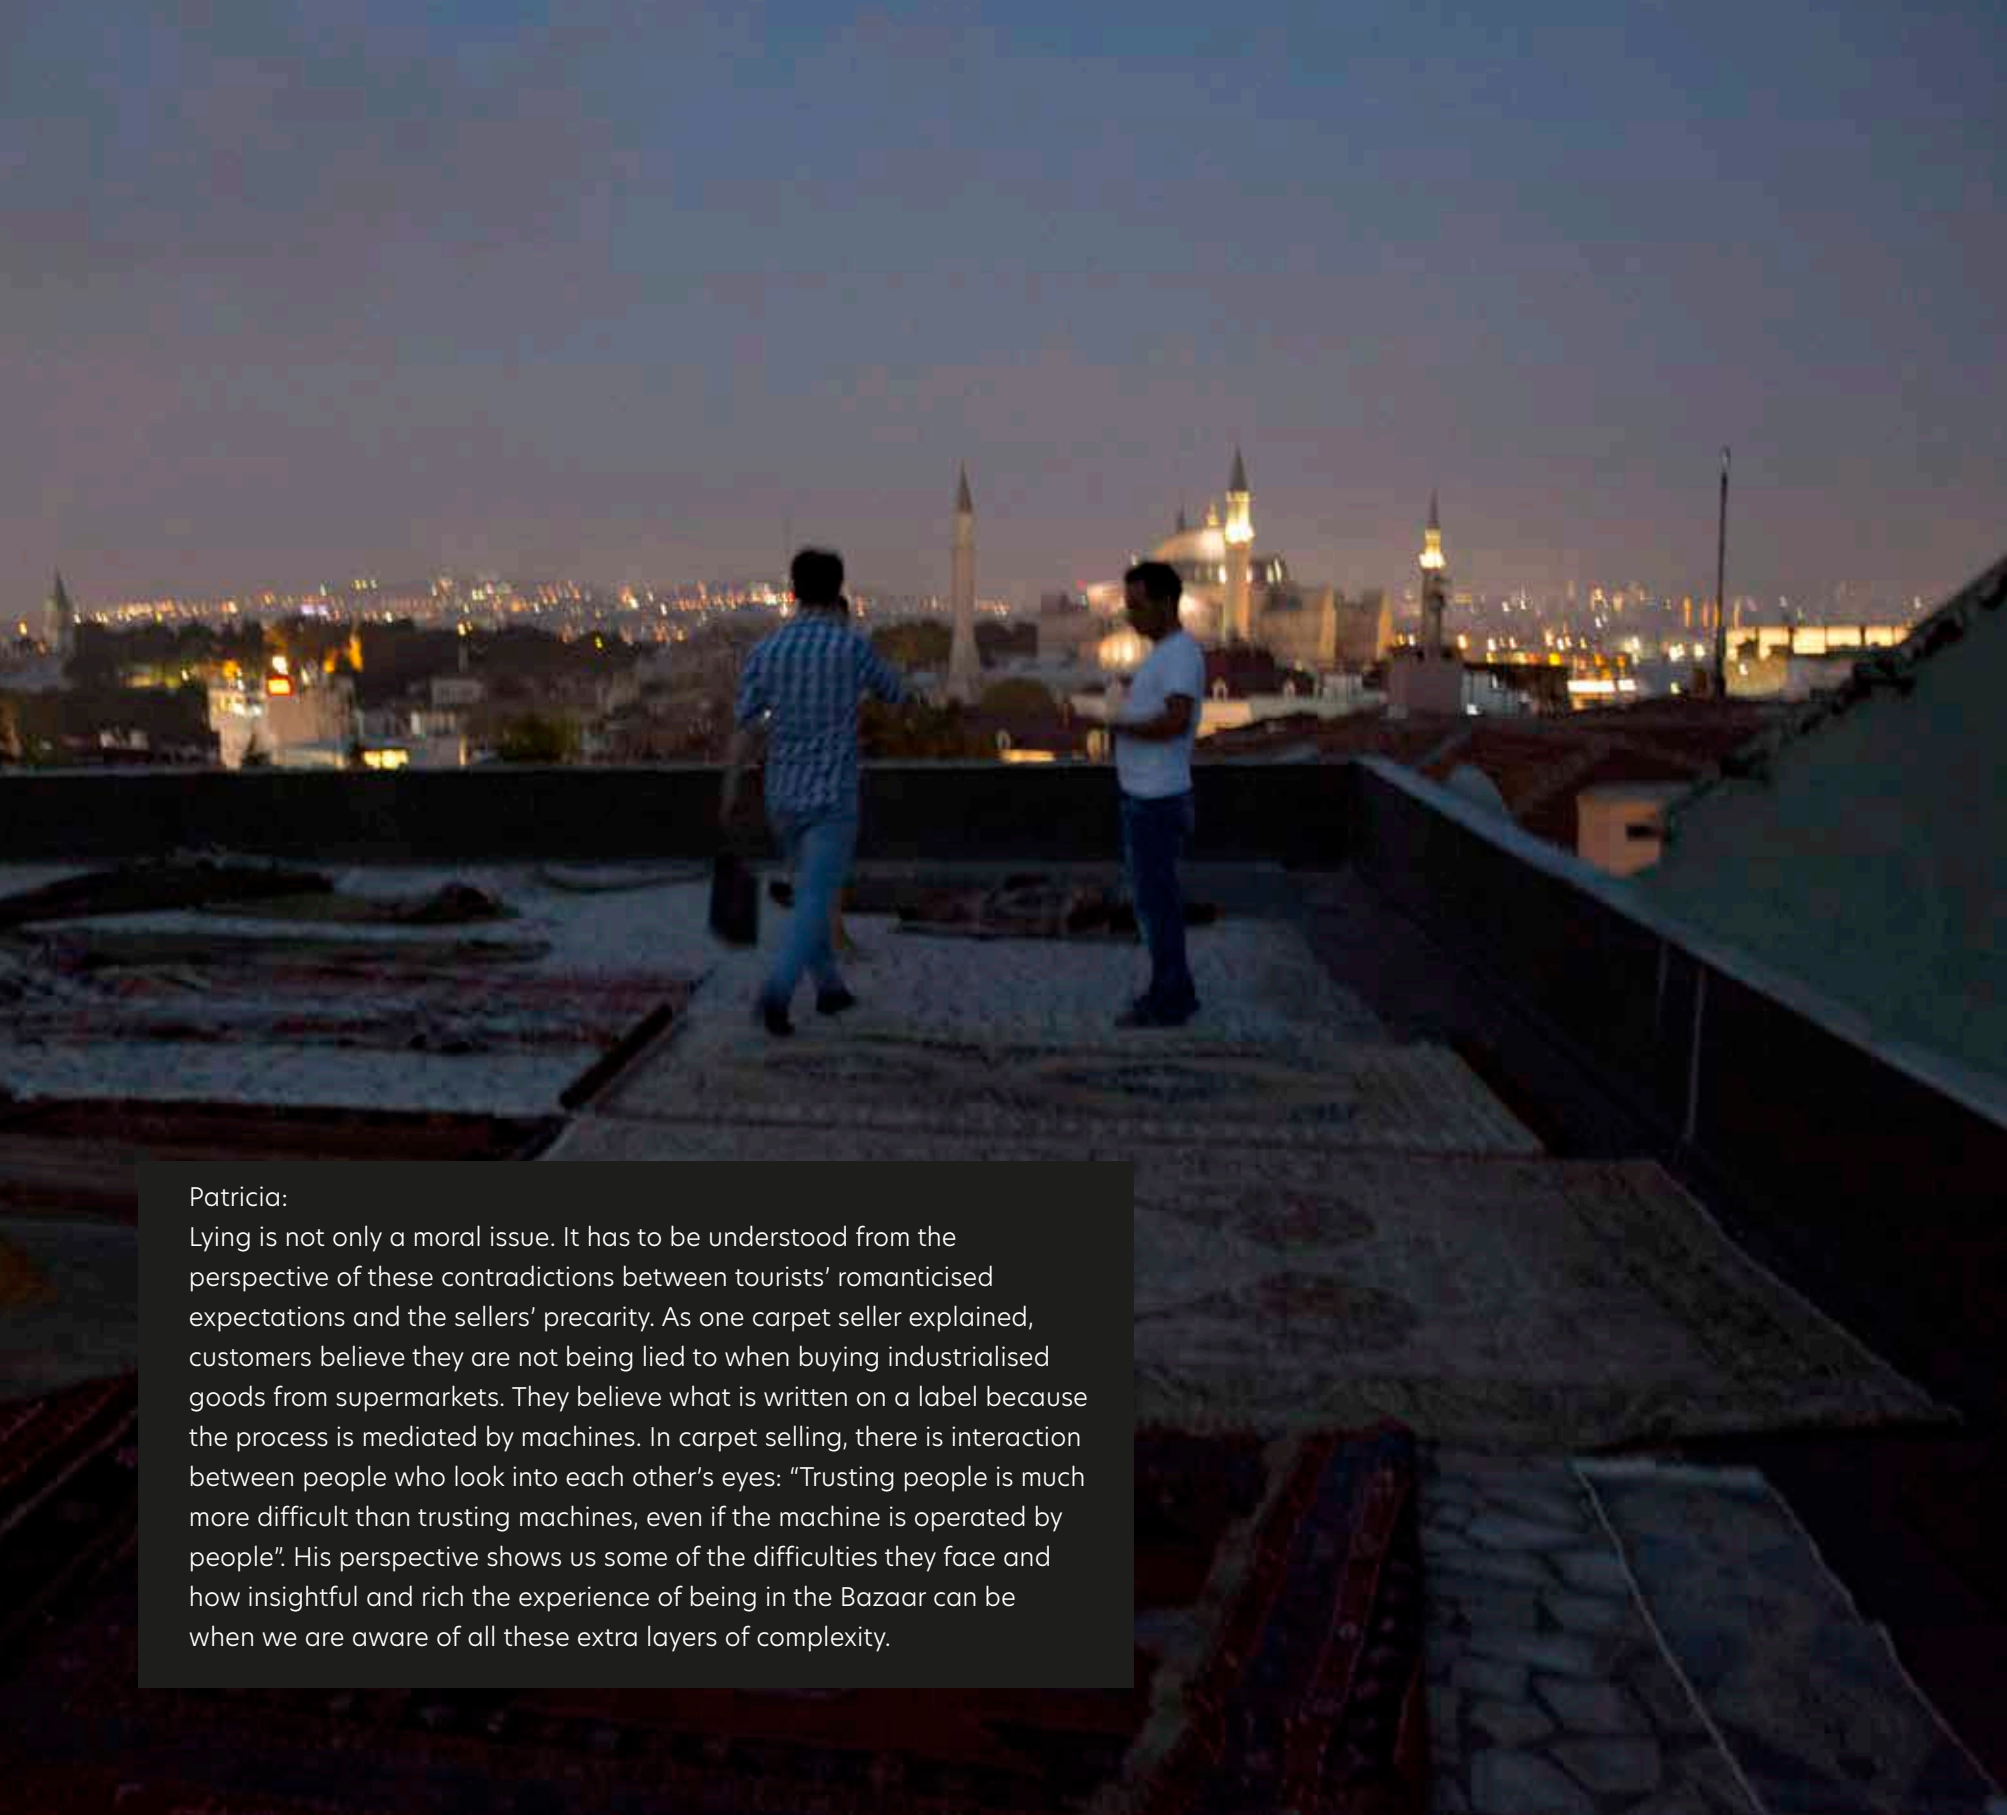 Patricia:
Lying is not only a moral issue. It has to be understood from the
perspective of these contradictions between tourists’ romanticised
expectations and the sellers’ precarity. As one carpet seller explained,
customers believe they are not being lied to when buying industrialised
goods from supermarkets. They believe what is written on a label because
the process is mediated by machines. In carpet selling, there is interaction
between people who look into each other’s eyes: “Trusting people is much
more difficult than trusting machines, even if the machine is operated by
people”. His perspective shows us some of the difficulties they face and
how insightful and rich the experience of being in the Bazaar can be
when we are aware of all these extra layers of complexity.